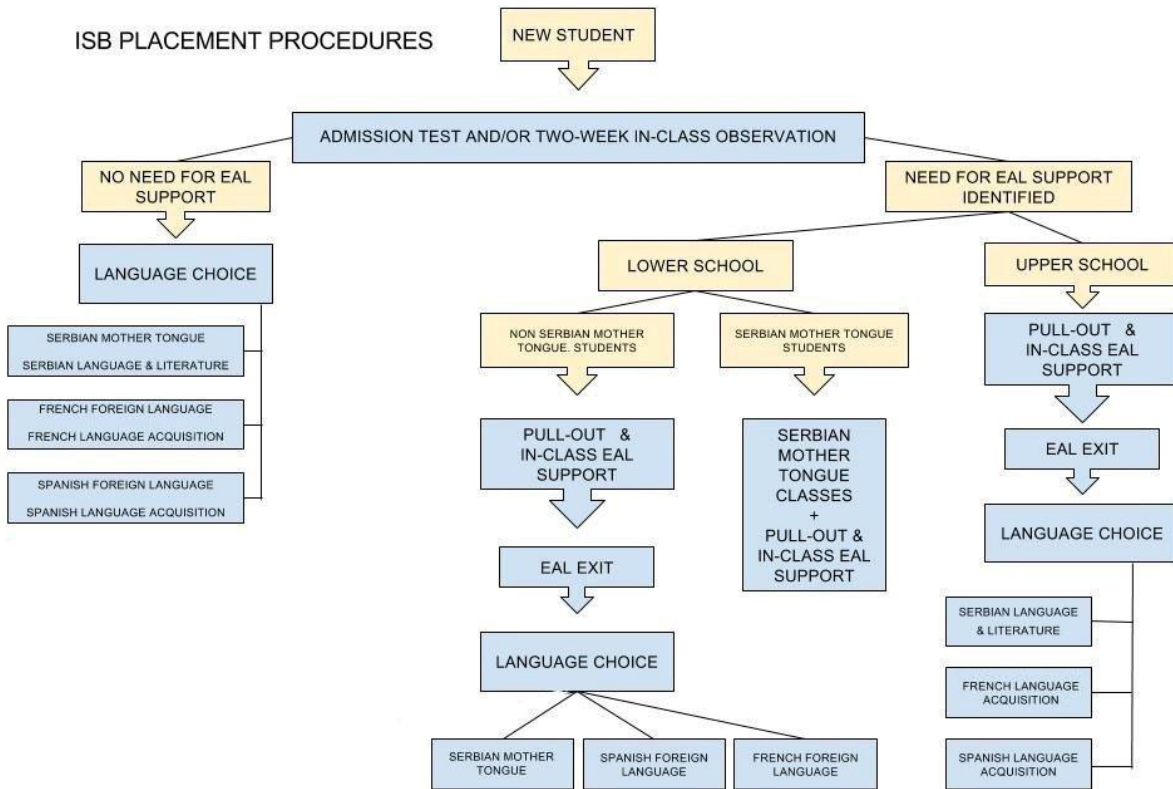 ISB PLACEMENT PROCEDURES
NEW STUDENT
ADMISSION TEST AND/OR TWO-WEEK IN-CLASS OBSERVATION
NO NEED FOR EAL
SUPPORT
LANGUAGE CHOICE
SERBIAN MOTHER TONGUE
SERBIAN LANGUAGE & LITERATURE
FRENCH FOREIGN LANGUAGE
FRENCH LANGUAGE ACQUISITION
SPANISH FOREIGN LANGUAGE
SPANISH LANGUAGE ACQUISITION
NEED FOR EAL SUPPORT
IDENTIFIED
LOWER SCHOOL
NON SERBIAN MOTHER
TONGUE. STUDENTS
PULL-OUT &
IN-CLASS EAL
SUPPORT
EAL EXIT
LANGUAGE CHOICE
SERBIAN MOTHER
TONGUE
SPANISH FOREIGN
LANGUAGE
FRENCH FOREIGN
LANGUAGE
SERBIAN MOTHER TONGUE
STUDENTS
SERBIAN
MOTHER
TONGUE
CLASSES
+
PULL-OUT &
IN-CLASS EAL
SUPPORT
UPPER SCHOOL
PULL-OUT &
IN-CLASS EAL
SUPPORT
EAL EXIT
LANGUAGE CHOICE
SERBIAN LANGUAGE
& LITERATURE
FRENCH LANGUAGE
ACQUISITION
SPANISH LANGUAGE
ACQUISITION